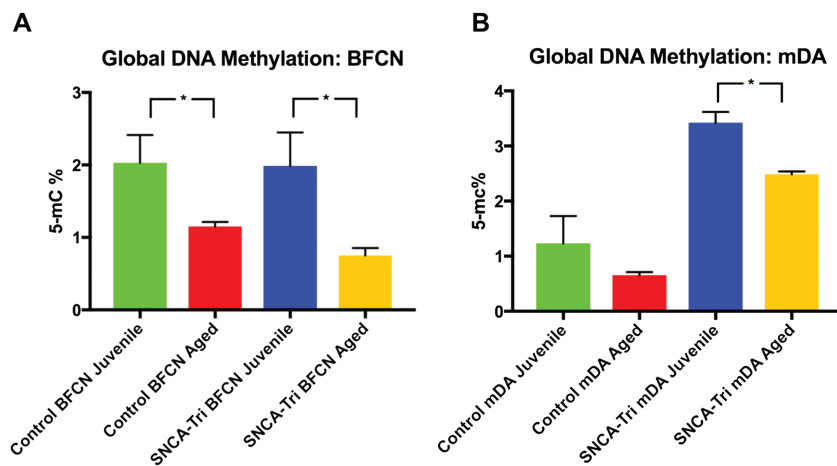 A
Global DNA Methylation: BFCN
5-mC %
3
2
1
0
*
*
Control BFCN Juvenile
Control BFCN Aged
SNCA-Tri BFCN Juvenile
SNCA-Tri BFCN Aged
B
Global DNA Methylation: mDA
5-mc%
4
3
2
1
0
*
Control mDA Juvenile
Control mDA Aged
SNCA-Tri mDA Juvenile
SNCA-Tri mDA Aged